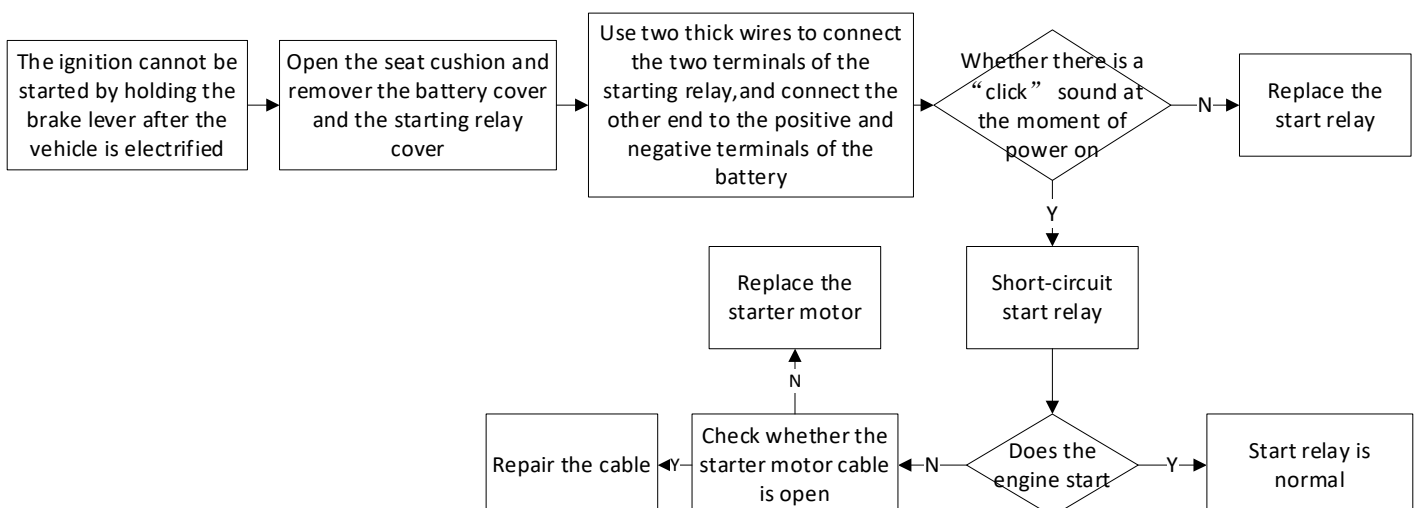 The ignition cannot be
started by holding the
brake lever after the
vehicle is electrified
Open the seat cushion and
remover the battery cover
and the starting relay
cover
Use two thick wires to connect
the two terminals of the
starting relay,and connect the
other end to the positive and
negative terminals of the
battery
Whether there is a
“click” sound at
the moment of
power on
N
Replace the
start relay
Y
Short-circuit
start relay
Replace the
starter motor
N
Repair the cable
Y
Check whether the
starter motor cable
is open
N
Does the
engine start
Y
Start relay is
normal